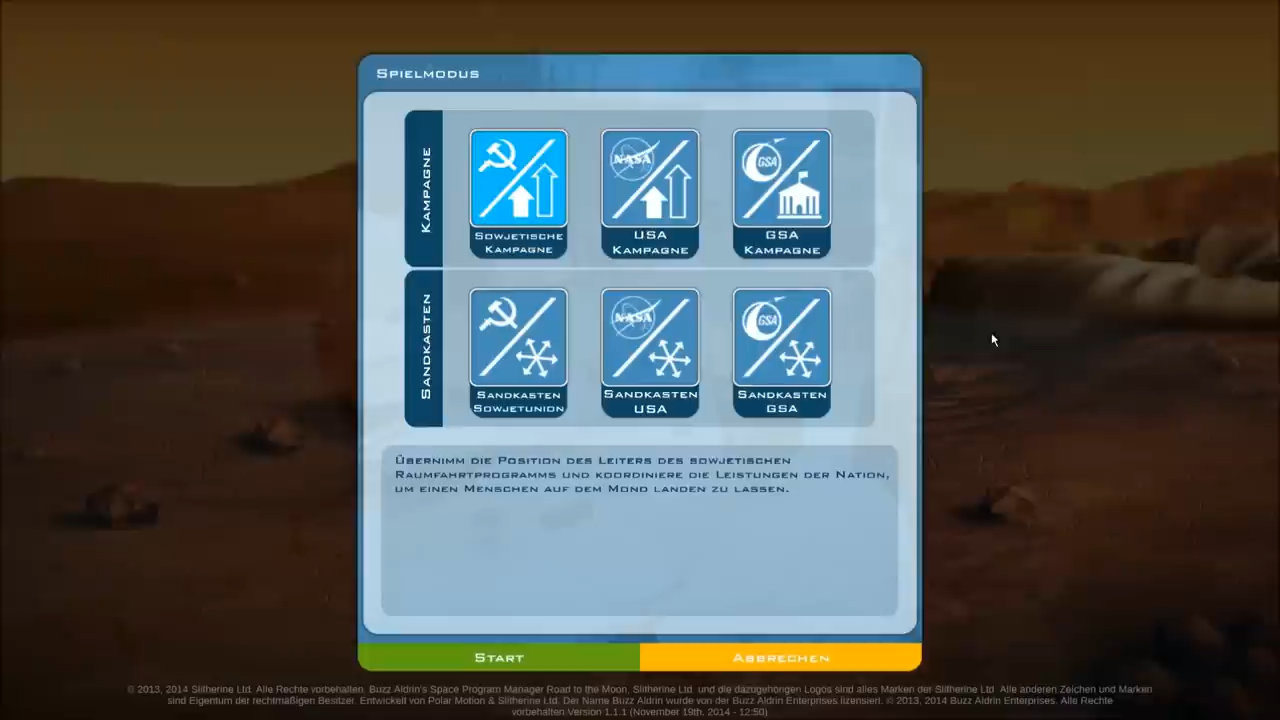 Spielmodus
Kampagne
NASA
GSA
Sowjetische
Kampagne
USA
Kampagne
GSA
Kampagne
Sandkasten
NASA
GSA
Sandkasten
Sowjetunion
Sandkasten
USA
Sandkasten
GSA
Übernimm die Position des Leiters des sowjetischen
Raumfahrtprogramms und koordiniere die Leistungen der Nation,
um einen Menschen auf dem Mond landen zu lassen.
Start
Abbrechen
© 2013, 2014 Slitherine Ltd. Alle Rechte vorbehalten. Buzz Aldrin's Space Program Manager Road to the Moon, Slitherine Ltd. und die dazugehörigen Logos sind alles Marken der Slitherine Ltd. Alle anderen Zeichen und Marken
sind Eigentum der rechtmäßigen Besitzer. Entwickelt von Polar Motion & Slitherine Ltd. Der Name Buzz Aldrin wurde von der Buzz Aldrin Enterprises lizensiert. © 2013, 2014 Buzz Aldrin Enterprises. Alle Rechte
vorbehalten.Version 1.1.1 (November 19th, 2014 - 12:50)